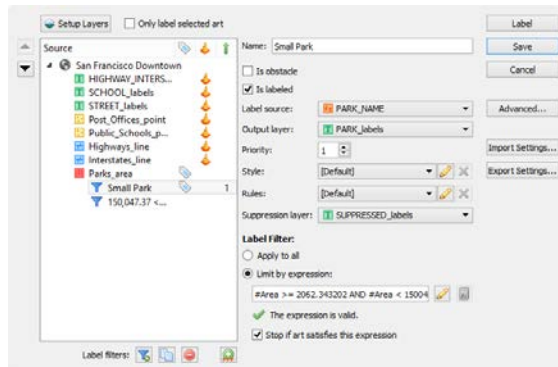 Setup Layers
Only label selected art
Label
Source
Name: Small Park
Save
San Francisco Downtown
Cancel
HIGHWAY_INTERS...
Is obstacle
SCHOOL_labels
Is labeled
STREET_labels
Label source: PARK_NAME
Advanced...
Post_Offices_point
Output layer: PARK_labels
Public_Schools_p...
Highways_line
Priority: 1
Import Settings...
Interstates_line
Parks_area
Style: [Default]
Export Settings...
Small Park 1
Rules: [Default]
150,047.37 <...
Suppression layer: SUPPRESSED_labels
Label Filter:
Apply to all
Limit by expression:
#Area >= 2062.343202 AND #Area < 15004
The expression is valid.
Stop if art satisfies this expression
Label filters: